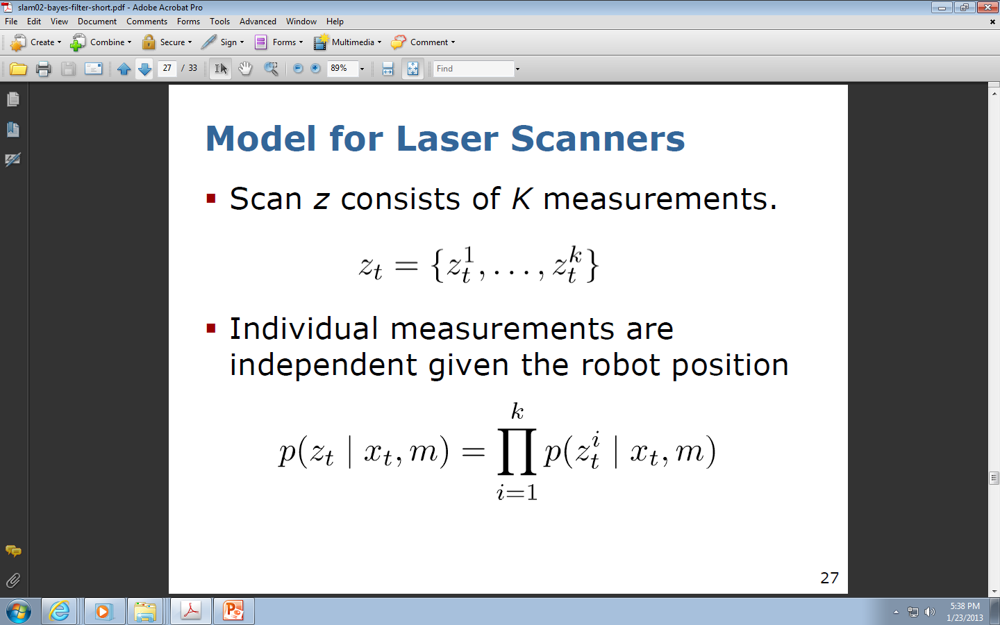 slam02-bayes-filter-short.pdf - Adobe Acrobat Pro
File Edit View Document Comments Forms Tools Advanced Window Help
Create Combine Secure Sign Forms Multimedia Comment
27 / 33 89% Find
Model for Laser Scanners
Scan z consists of K measurements.
z_t = {z_t^1, . . . , z_t^k}
Individual measurements are
independent given the robot position
p(z_t | x_t, m) = ∏_{i=1}^{k} p(z_t^i | x_t, m)
27
5:38 PM
1/23/2013